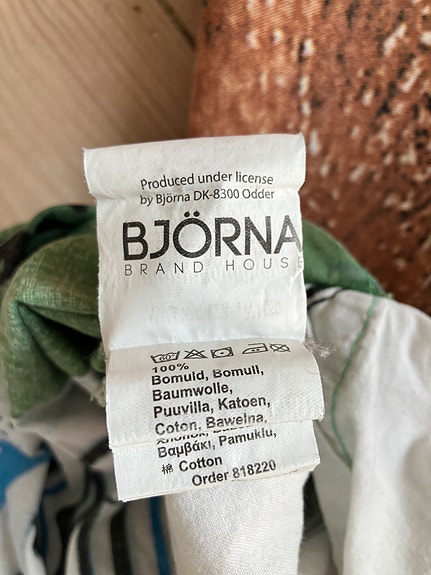 Produced under license
by Björna DK-8300 Odder
BJÖRNA
BRAND HOUSE
60
100%
Bomuld, Bomull,
Baumwolle,
Puuvilla, Katoen,
Coton, Bawełna,
Βαμβάκι, Pamuklu,
棉 Cotton
Order 818220